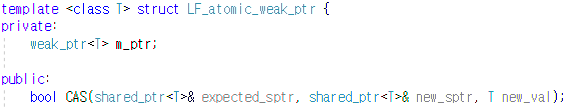 template <class T> struct LF_atomic_weak_ptr {
private:
weak_ptr<T> m_ptr;
public:
bool CAS(shared_ptr<T>& expected_sptr, shared_ptr<T>& new_sptr, T new_val);